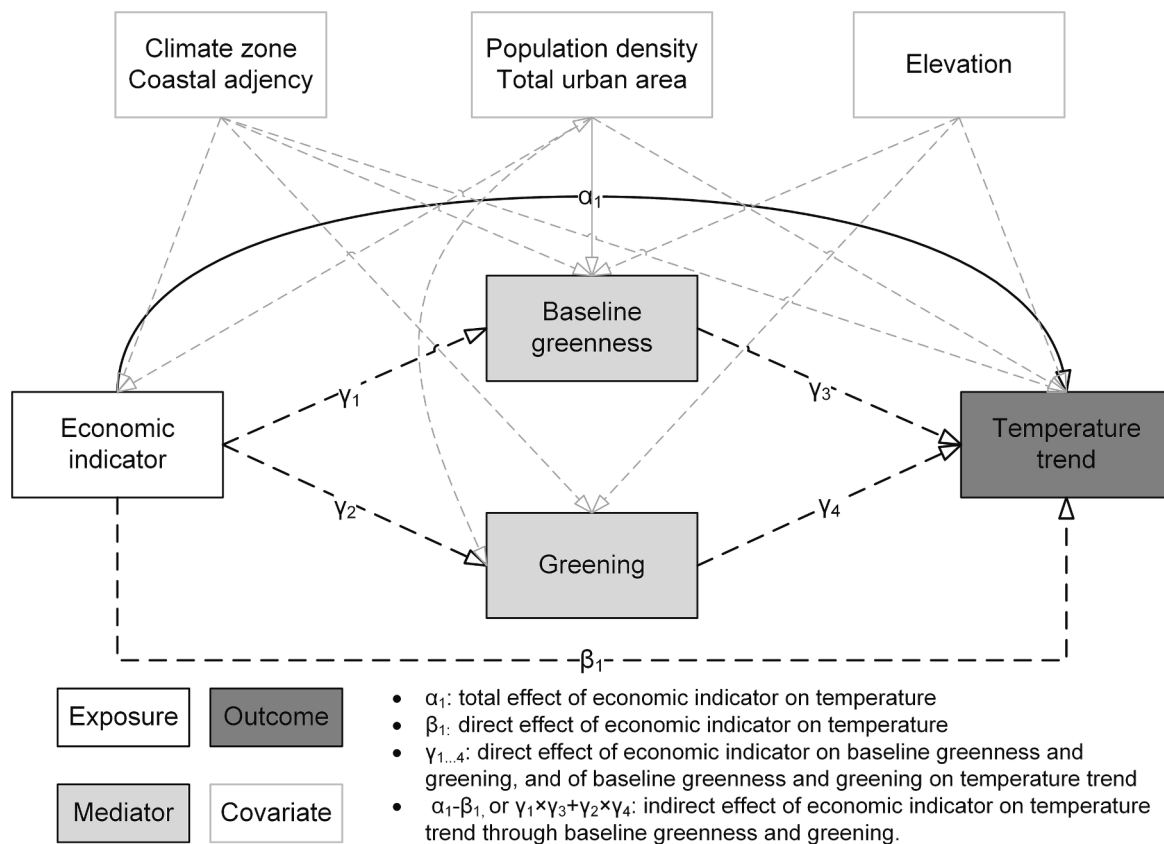 Climate zone
Coastal adjency
Population density
Total urban area
Elevation
α₁
Baseline
greenness
γ₁
γ₃
Economic
indicator
Temperature
trend
γ₂
γ₄
Greening
β₁
Exposure
Outcome
Mediator
Covariate
• α₁: total effect of economic indicator on temperature
• β₁: direct effect of economic indicator on temperature
• γ₁...₄: direct effect of economic indicator on baseline greenness and
greening, and of baseline greenness and greening on temperature trend
• α₁-β₁, or γ₁×γ₃+γ₂×γ₄: indirect effect of economic indicator on temperature
trend through baseline greenness and greening.